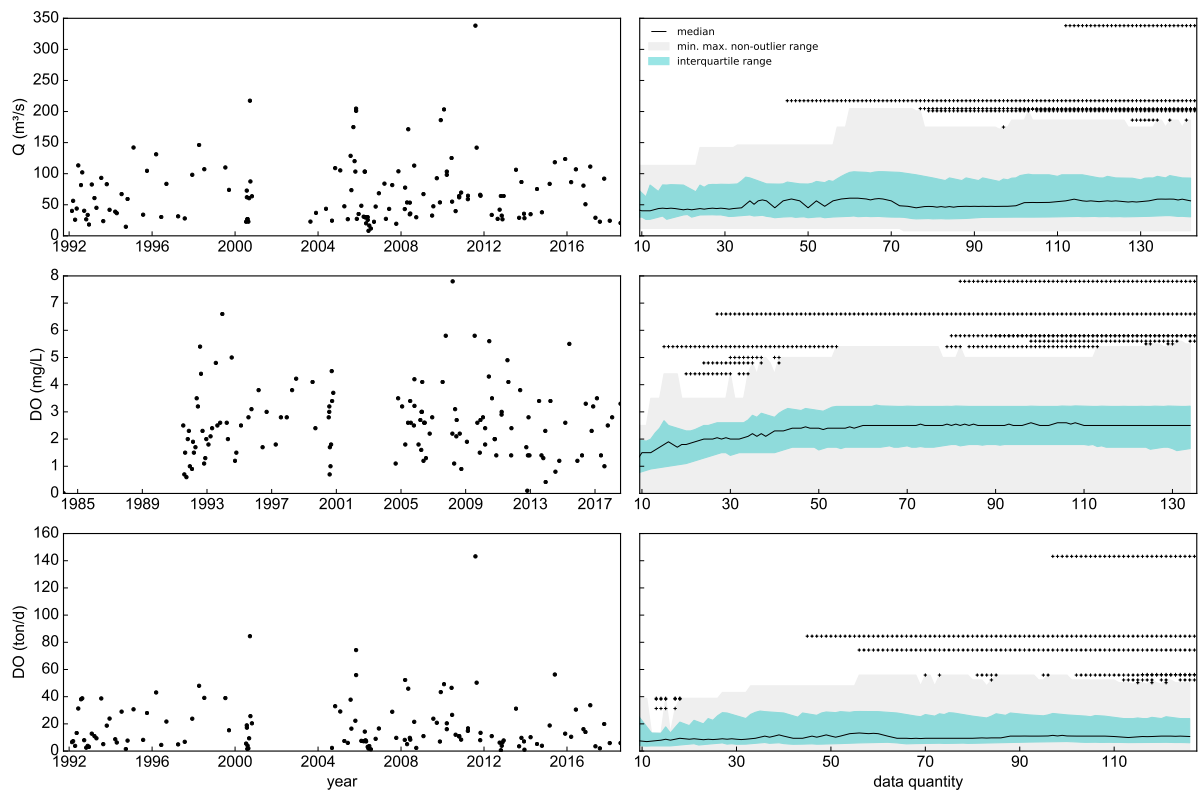 350
300
250
200
150
100
50
0
Q (m³/s)
1992 1996 2000 2004 2008 2012 2016
median
min. max. non-outlier range
interquartile range
10 30 50 70 90 110 130
8
7
6
5
4
3
2
1
0
DO (mg/L)
1985 1989 1993 1997 2001 2005 2009 2013 2017
10 30 50 70 90 110 130
160
140
120
100
80
60
40
20
0
DO (ton/d)
1992 1996 2000 2004 2008 2012 2016
year
10 30 50 70 90 110
data quantity